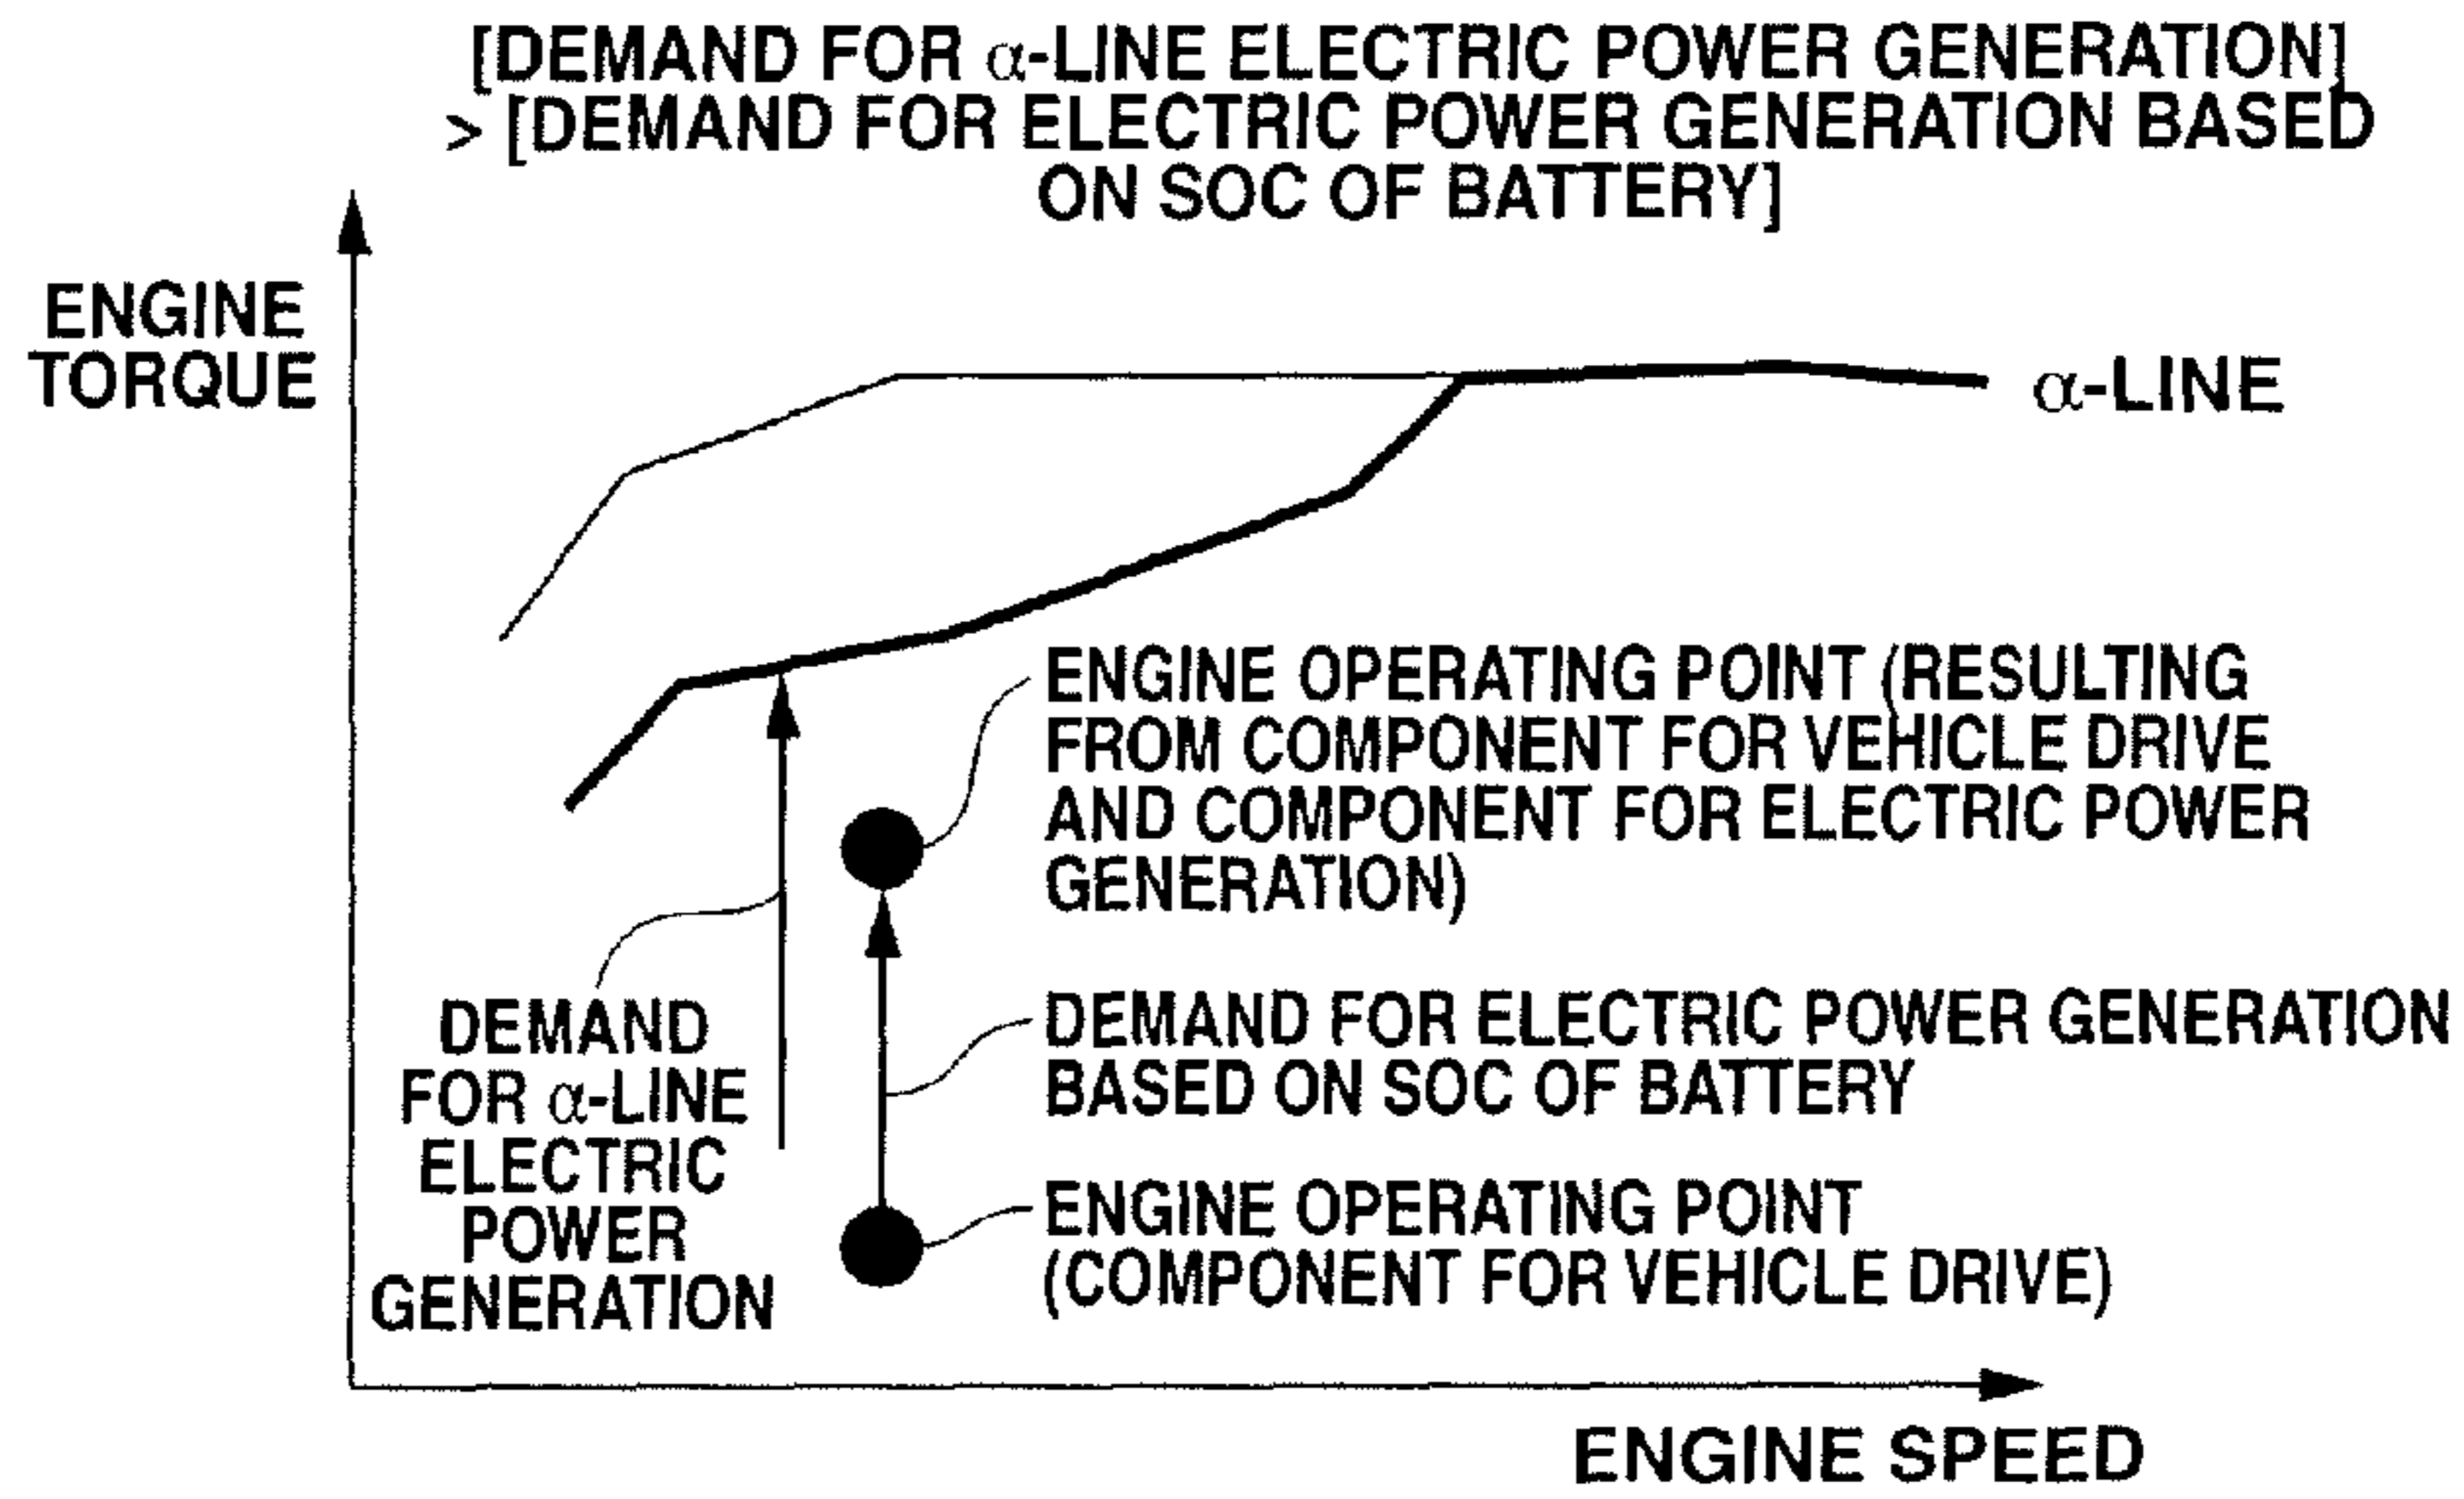 [DEMAND FOR α-LINE ELECTRIC POWER GENERATION]
> [DEMAND FOR ELECTRIC POWER GENERATION BASED
ON SOC OF BATTERY]
ENGINE
TORQUE
α-LINE
ENGINE OPERATING POINT (RESULTING
FROM COMPONENT FOR VEHICLE DRIVE
AND COMPONENT FOR ELECTRIC POWER
GENERATION)
DEMAND
FOR α-LINE
ELECTRIC
POWER
GENERATION
DEMAND FOR ELECTRIC POWER GENERATION
BASED ON SOC OF BATTERY
ENGINE OPERATING POINT
(COMPONENT FOR VEHICLE DRIVE)
ENGINE SPEED